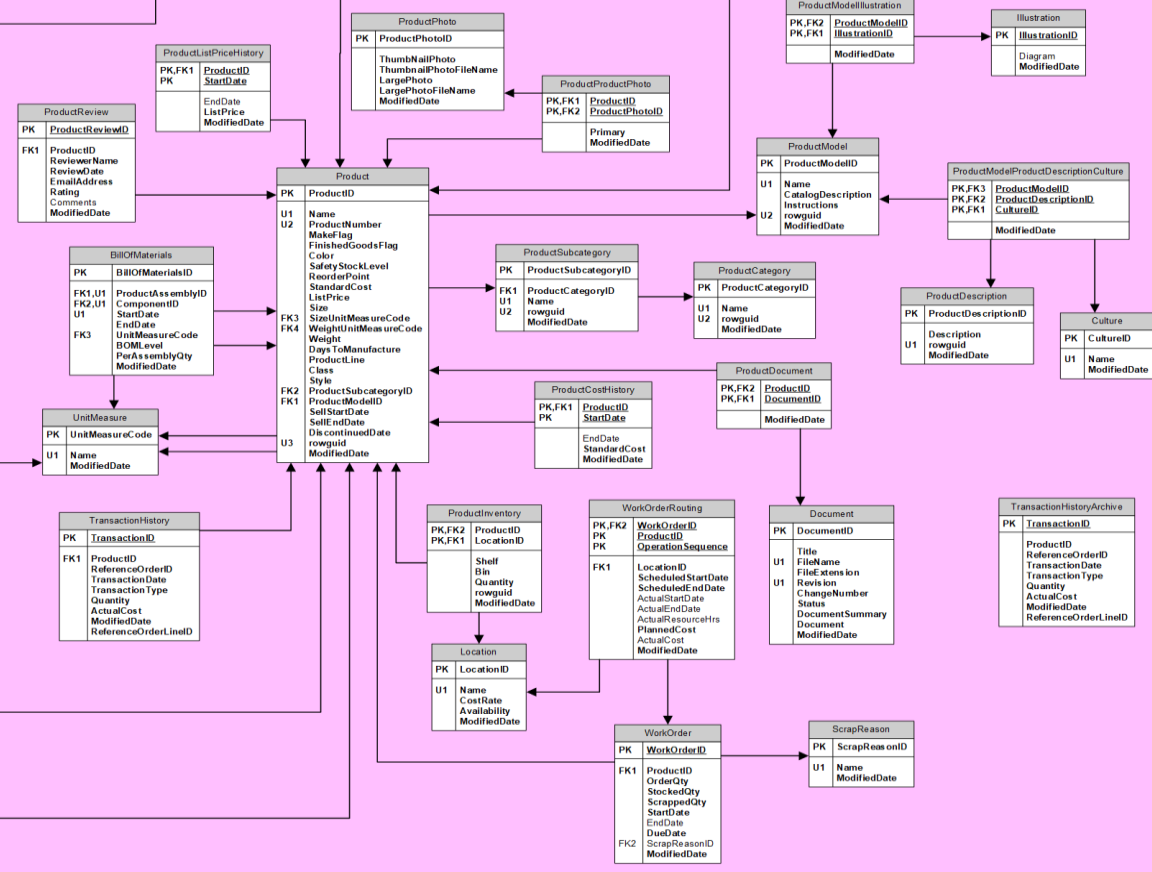 ProductModelIllustration
PK,FK2 ProductModelID
PK,FK1 IllustrationID
ModifiedDate
Illustration
PK IllustrationID
Diagram
ModifiedDate
ProductPhoto
PK ProductPhotoID
ThumbNailPhoto
ThumbnailPhotoFileName
LargePhoto
LargePhotoFileName
ModifiedDate
ProductListPriceHistory
PK,FK1 ProductID
PK StartDate
EndDate
ListPrice
ModifiedDate
ProductProductPhoto
PK,FK1 ProductID
PK,FK2 ProductPhotoID
Primary
ModifiedDate
ProductReview
PK ProductReviewID
FK1 ProductID
ReviewerName
ReviewDate
EmailAddress
Rating
Comments
ModifiedDate
ProductModel
PK ProductModelID
U1 Name
CatalogDescription
Instructions
U2 rowguid
ModifiedDate
ProductModelProductDescriptionCulture
PK,FK3 ProductModelID
PK,FK2 ProductDescriptionID
PK,FK1 CultureID
ModifiedDate
Product
PK ProductID
U1 Name
U2 ProductNumber
MakeFlag
FinishedGoodsFlag
Color
SafetyStockLevel
ReorderPoint
StandardCost
ListPrice
Size
FK3 SizeUnitMeasureCode
FK4 WeightUnitMeasureCode
Weight
DaysToManufacture
ProductLine
Class
Style
FK2 ProductSubcategoryID
FK1 ProductModelID
SellStartDate
SellEndDate
DiscontinuedDate
U3 rowguid
ModifiedDate
BillOfMaterials
PK BillOfMaterialsID
FK1,U1 ProductAssemblyID
FK2,U1 ComponentID
U1 StartDate
EndDate
FK3 UnitMeasureCode
BOMLevel
PerAssemblyQty
ModifiedDate
ProductSubcategory
PK ProductSubcategoryID
FK1 ProductCategoryID
U1 Name
U2 rowguid
ModifiedDate
ProductCategory
PK ProductCategoryID
U1 Name
U2 rowguid
ModifiedDate
ProductDescription
PK ProductDescriptionID
Description
U1 rowguid
ModifiedDate
Culture
PK CultureID
U1 Name
ModifiedDate
ProductDocument
PK,FK2 ProductID
PK,FK1 DocumentID
ModifiedDate
ProductCostHistory
PK,FK1 ProductID
PK StartDate
EndDate
StandardCost
ModifiedDate
UnitMeasure
PK UnitMeasureCode
U1 Name
ModifiedDate
TransactionHistory
PK TransactionID
FK1 ProductID
ReferenceOrderID
TransactionDate
TransactionType
Quantity
ActualCost
ModifiedDate
ReferenceOrderLineID
ProductInventory
PK,FK2 ProductID
PK,FK1 LocationID
Shelf
Bin
Quantity
rowguid
ModifiedDate
WorkOrderRouting
PK,FK2 WorkOrderID
PK ProductID
PK OperationSequence
FK1 LocationID
ScheduledStartDate
ScheduledEndDate
ActualStartDate
ActualEndDate
ActualResourceHrs
PlannedCost
ActualCost
ModifiedDate
Document
PK DocumentID
Title
U1 FileName
FileExtension
U1 Revision
ChangeNumber
Status
DocumentSummary
Document
ModifiedDate
TransactionHistoryArchive
PK TransactionID
ProductID
ReferenceOrderID
TransactionDate
TransactionType
Quantity
ActualCost
ModifiedDate
ReferenceOrderLineID
Location
PK LocationID
U1 Name
CostRate
Availability
ModifiedDate
WorkOrder
PK WorkOrderID
FK1 ProductID
OrderQty
StockedQty
ScrappedQty
StartDate
EndDate
DueDate
FK2 ScrapReasonID
ModifiedDate
ScrapReason
PK ScrapReasonID
U1 Name
ModifiedDate